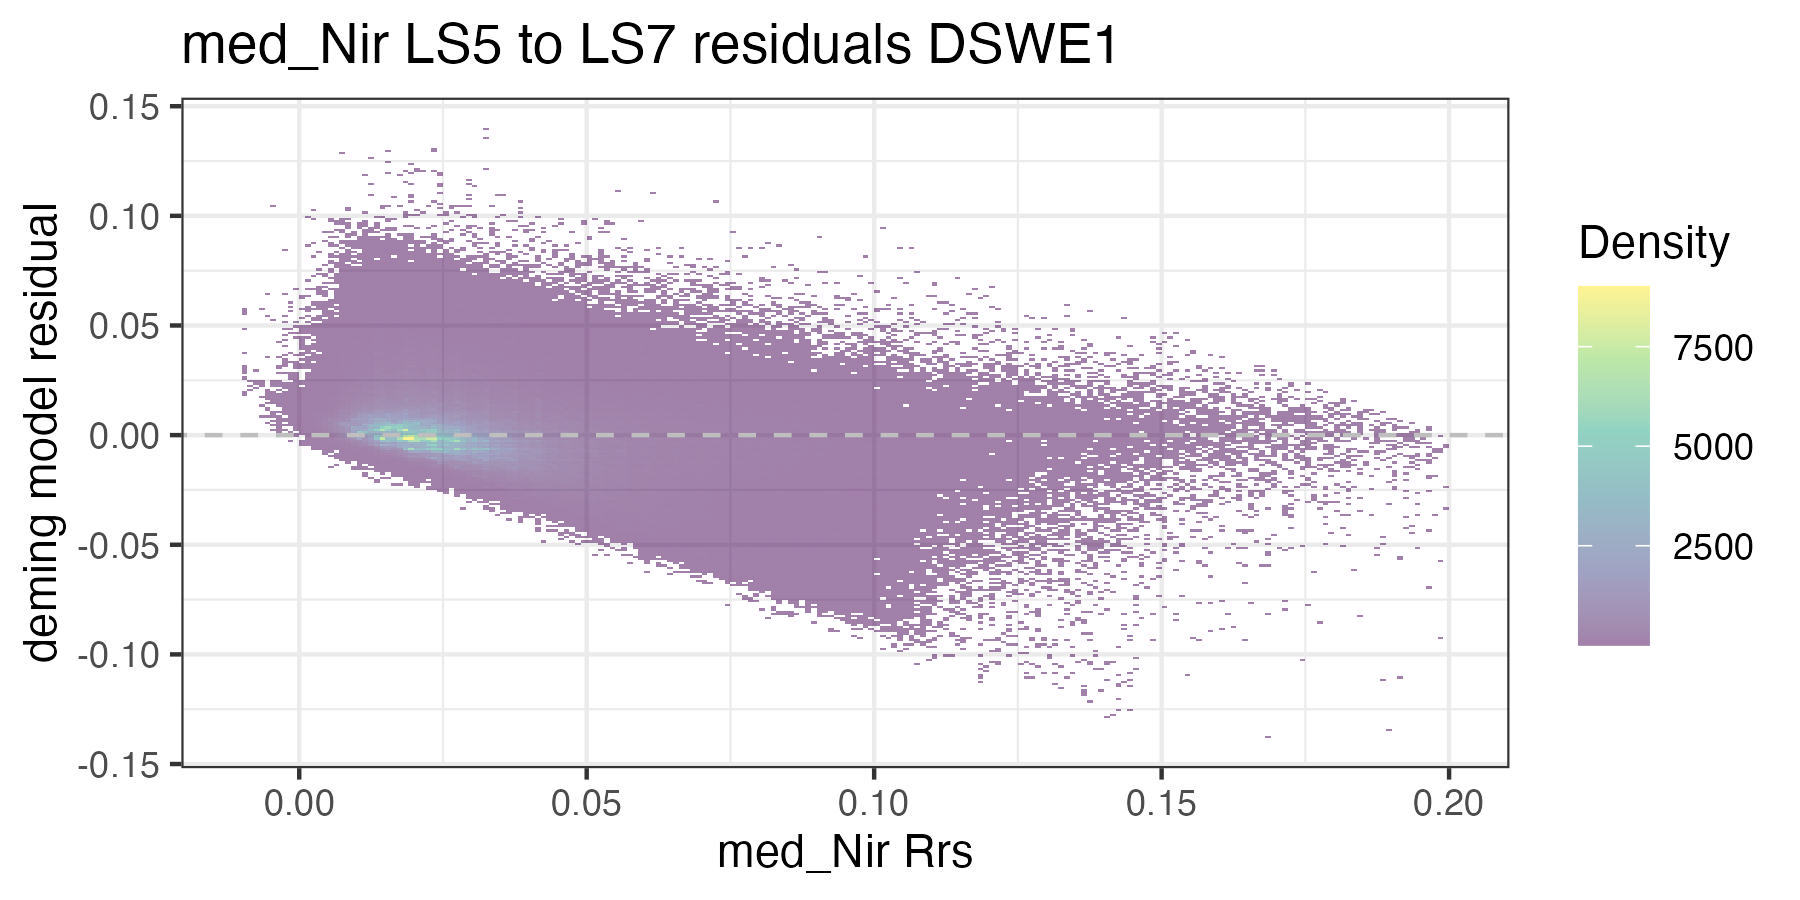 med_Nir LS5 to LS7 residuals DSWE1
deming model residual
0.15
0.10
0.05
0.00
-0.05
-0.10
-0.15
0.00 0.05 0.10 0.15 0.20
med_Nir Rrs
Density
7500
5000
2500